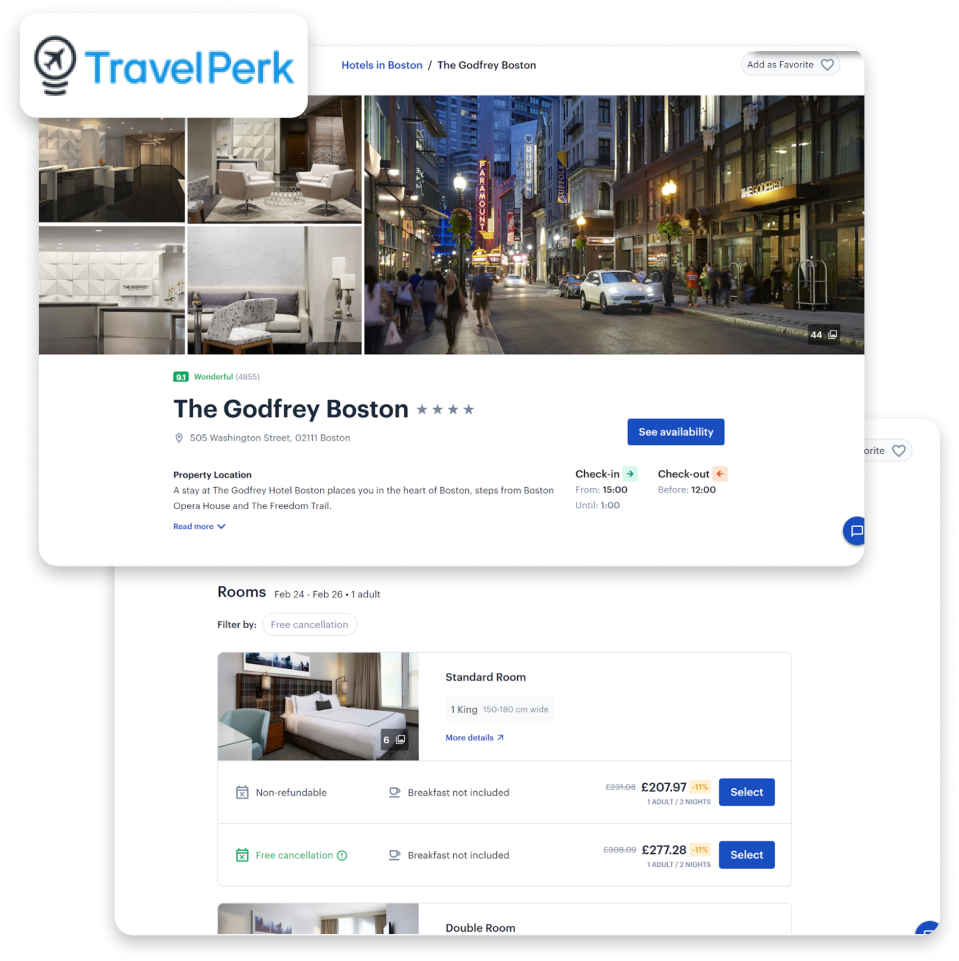 TravelPerk
Hotels in Boston / The Godfrey Boston
Add as Favorite
PARAMOUNT
SUFFOLK
THE GODFREY
THE GODFREY
44
9.1 Wonderful (4855)
The Godfrey Boston
505 Washington Street, 02111 Boston
See availability
Property Location
A stay at The Godfrey Hotel Boston places you in the heart of Boston, steps from Boston
Opera House and The Freedom Trail.
Read more
Check-in
From: 15:00
Until: 1:00
Check-out
Before: 12:00
orite
Rooms Feb 24 - Feb 26 • 1 adult
Filter by: Free cancellation
6
Standard Room
1 King 150-180 cm wide
More details
Non-refundable
Breakfast not included
£231.08 £207.97 -11%
1 ADULT / 2 NIGHTS
Select
Free cancellation
Breakfast not included
£308.09 £277.28 -11%
1 ADULT / 2 NIGHTS
Select
Double Room